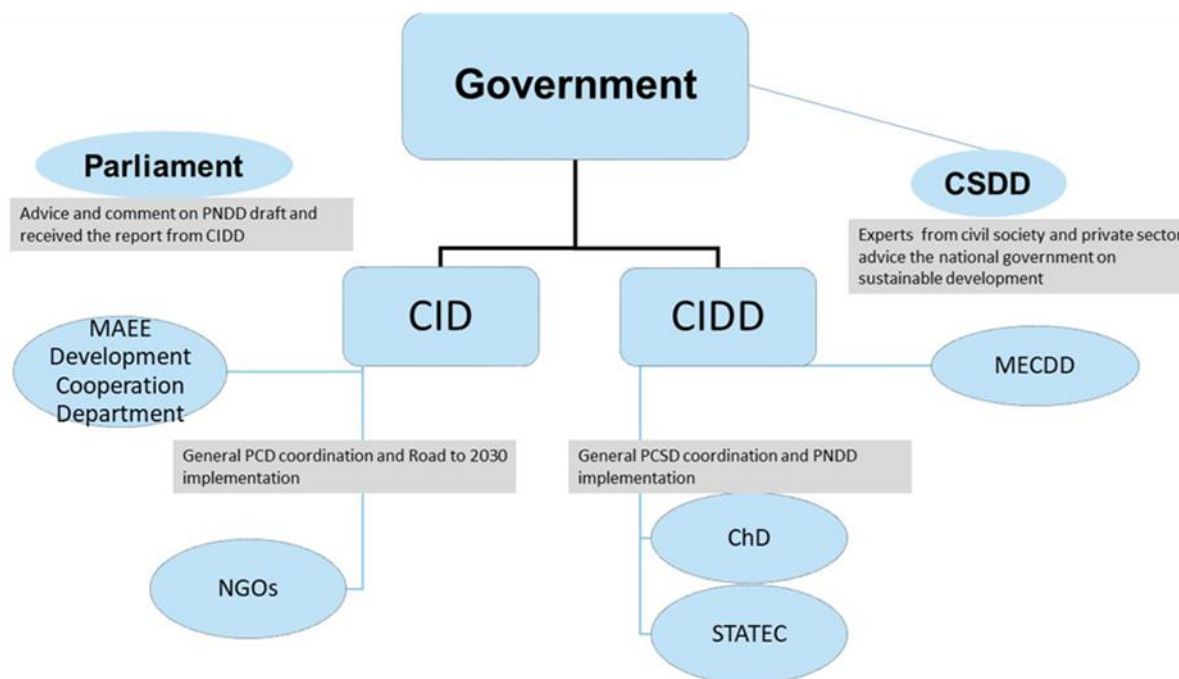 Government
Parliament
Advice and comment on PNDD draft and
received the report from CIDD
CSDD
Experts from civil society and private sector
advice the national government on
sustainable development
CID
CIDD
MAEE
Development
Cooperation
Department
MECDD
General PCD coordination and Road to 2030
implementation
General PCSD coordination and PNDD
implementation
ChD
NGOs
STATEC